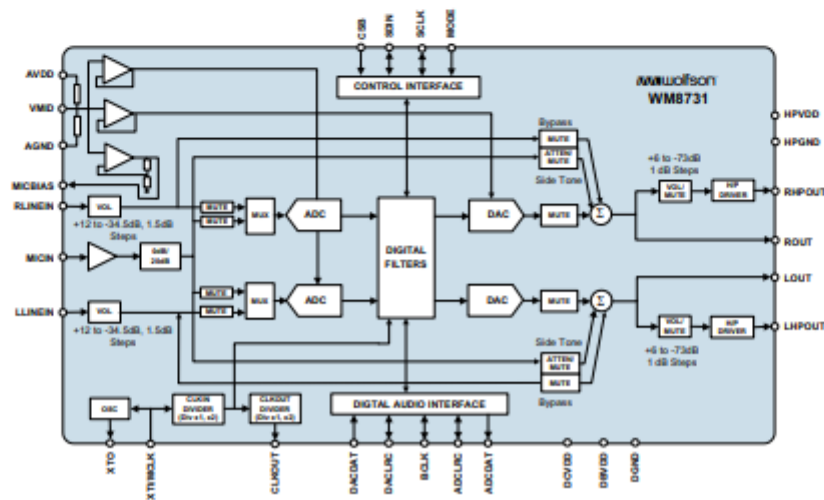 CSB
SDIN
SCLK
MODE
AVDD
VMID
AGND
MICBIAS
RLINEIN
MICIN
LLINEIN
CONTROL INTERFACE
wolfson
WM8731
HPVDD
HPGND
RHPOUT
ROUT
LOUT
LHPOUT
Bypass
MUTE
ATTEN/
MUTE
Side Tone
+6 to -73dB
1 dB Steps
VOL/
MUTE
H/P
DRIVER
VOL
+12 to -34.5dB, 1.5dB
Steps
MUTE
MUTE
MUX
ADC
DIGITAL
FILTERS
DAC
MUTE
Σ
0dB/
20dB
MUTE
MUTE
MUX
ADC
DAC
MUTE
Σ
VOL
+12 to -34.5dB, 1.5dB
Steps
VOL/
MUTE
H/P
DRIVER
+6 to -73dB
1 dB Steps
Side Tone
ATTEN/
MUTE
MUTE
Bypass
OSC
CLKIN
DIVIDER
(Div x1, x2)
CLKOUT
DIVIDER
(Div x1, x2)
DIGTAL AUDIO INTERFACE
XTO
XTI/MCLK
CLKOUT
DACDAT
DACLRC
BCLK
ADCLRC
ADCDAT
DCVDD
DBVDD
DGND